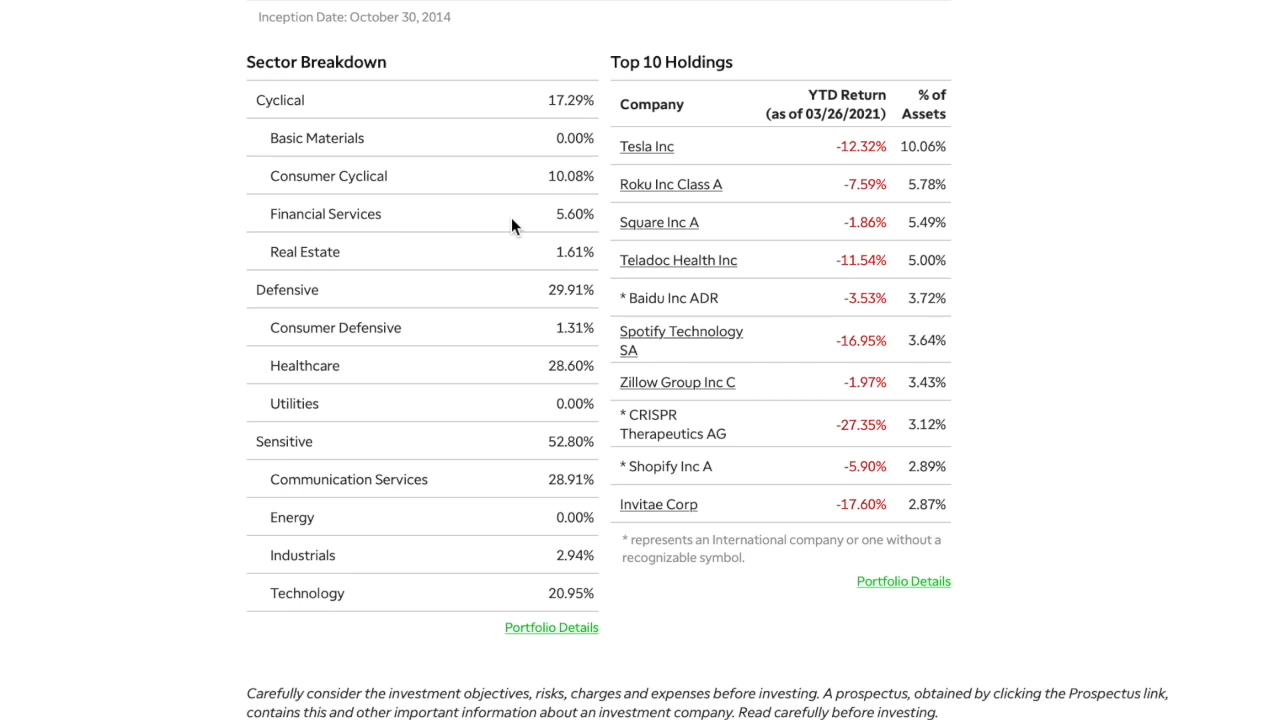 Inception Date: October 30, 2014
Sector Breakdown
Cyclical 17.29%
Basic Materials 0.00%
Consumer Cyclical 10.08%
Financial Services 5.60%
Real Estate 1.61%
Defensive 29.91%
Consumer Defensive 1.31%
Healthcare 28.60%
Utilities 0.00%
Sensitive 52.80%
Communication Services 28.91%
Energy 0.00%
Industrials 2.94%
Technology 20.95%
Portfolio Details
Top 10 Holdings
Company YTD Return (as of 03/26/2021) % of Assets
Tesla Inc -12.32% 10.06%
Roku Inc Class A -7.59% 5.78%
Square Inc A -1.86% 5.49%
Teladoc Health Inc -11.54% 5.00%
* Baidu Inc ADR -3.53% 3.72%
Spotify Technology
SA -16.95% 3.64%
Zillow Group Inc C -1.97% 3.43%
* CRISPR
Therapeutics AG -27.35% 3.12%
* Shopify Inc A -5.90% 2.89%
Invitae Corp -17.60% 2.87%
* represents an International company or one without a
recognizable symbol.
Portfolio Details
Carefully consider the investment objectives, risks, charges and expenses before investing. A prospectus, obtained by clicking the Prospectus link,
contains this and other important information about an investment company. Read carefully before investing.